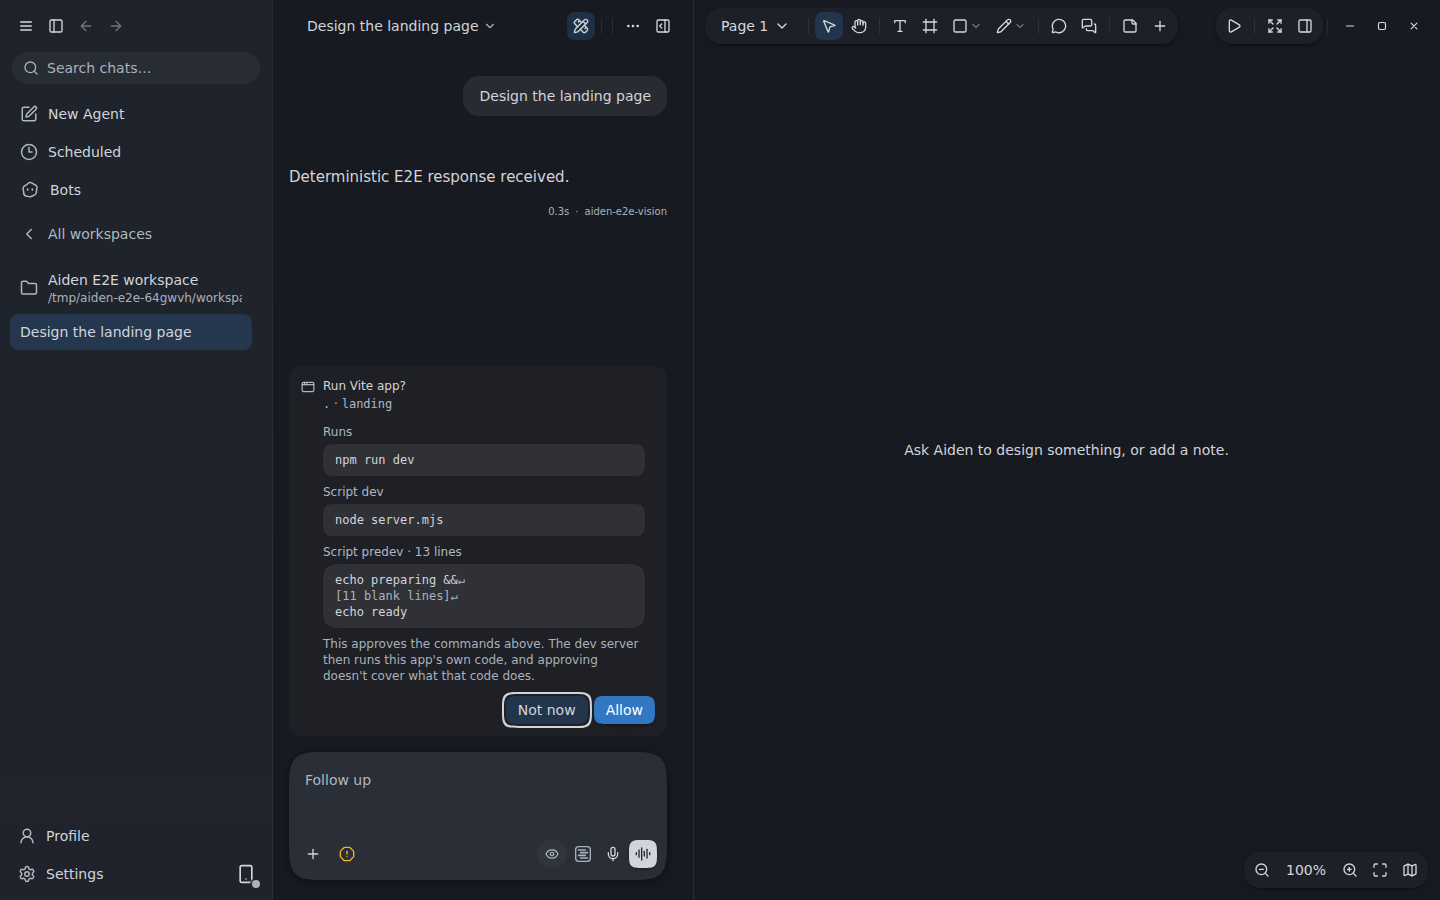 Search chats...
New Agent
Scheduled
Bots
All workspaces
Aiden E2E workspace
/tmp/aiden-e2e-64gwvh/workspa
Design the landing page
Profile
Settings
Design the landing page
Design the landing page
Deterministic E2E response received.
0.3s · aiden-e2e-vision
Run Vite app?
. · landing
Runs
npm run dev
Script dev
node server.mjs
Script predev · 13 lines
echo preparing &&↵
[11 blank lines]↵
echo ready
This approves the commands above. The dev server
then runs this app's own code, and approving
doesn't cover what that code does.
Not now Allow
Follow up
Page 1
Ask Aiden to design something, or add a note.
100%